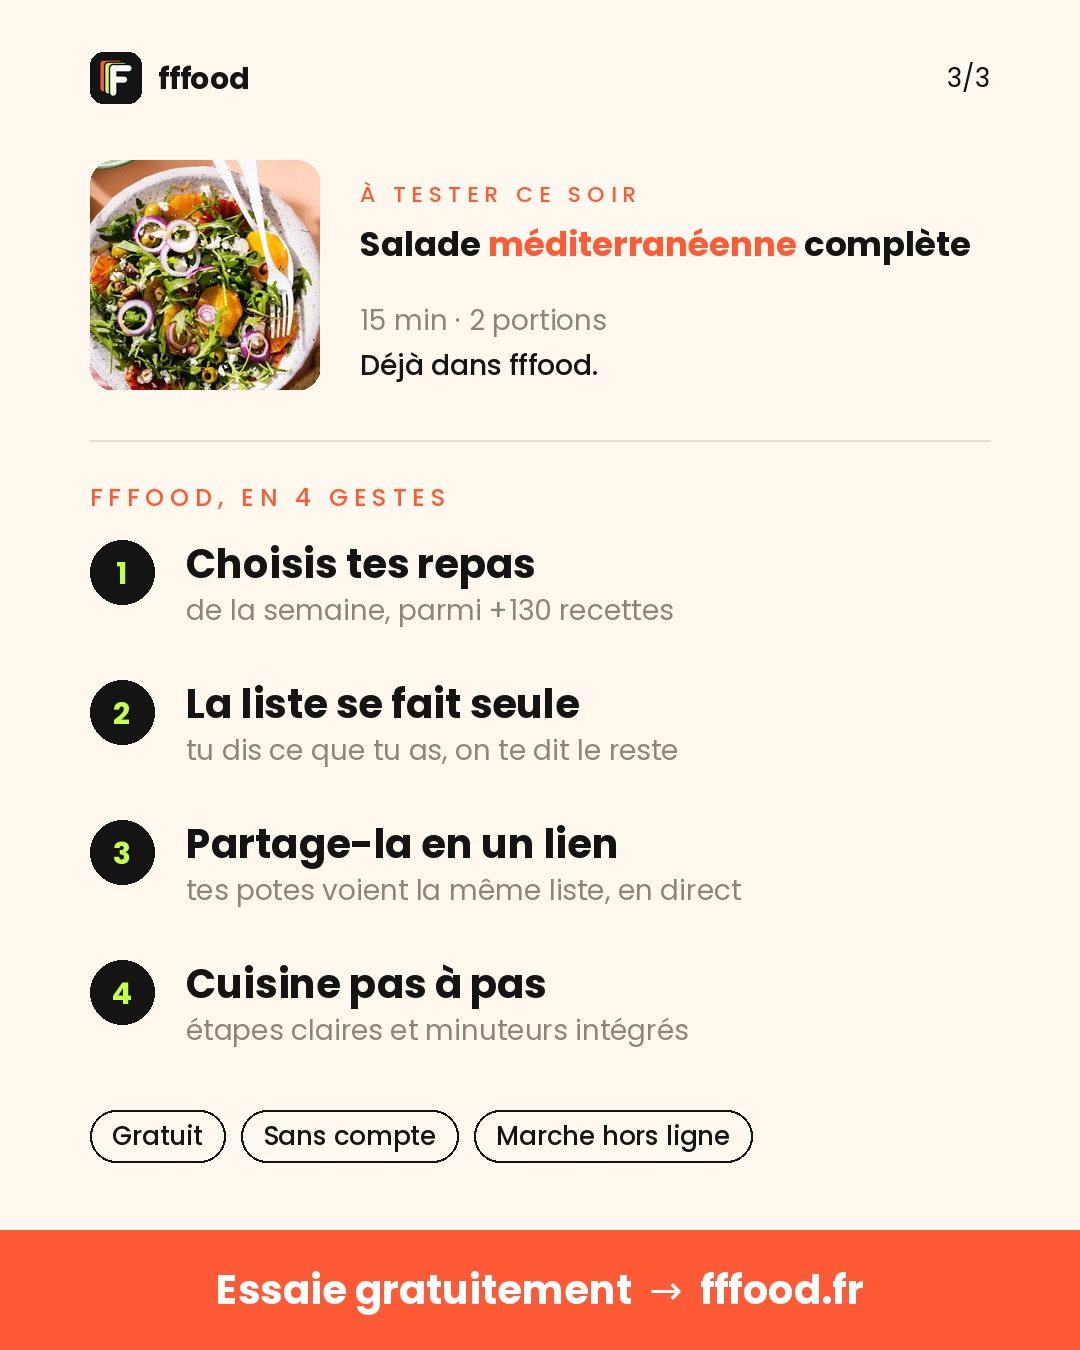 F fffood
3/3
À TESTER CE SOIR
Salade méditerranéenne complète
15 min · 2 portions
Déjà dans fffood.
FFFOOD, EN 4 GESTES
1 Choisis tes repas
de la semaine, parmi +130 recettes
2 La liste se fait seule
tu dis ce que tu as, on te dit le reste
3 Partage-la en un lien
tes potes voient la même liste, en direct
4 Cuisine pas à pas
étapes claires et minuteurs intégrés
Gratuit Sans compte Marche hors ligne
Essaie gratuitement → fffood.fr